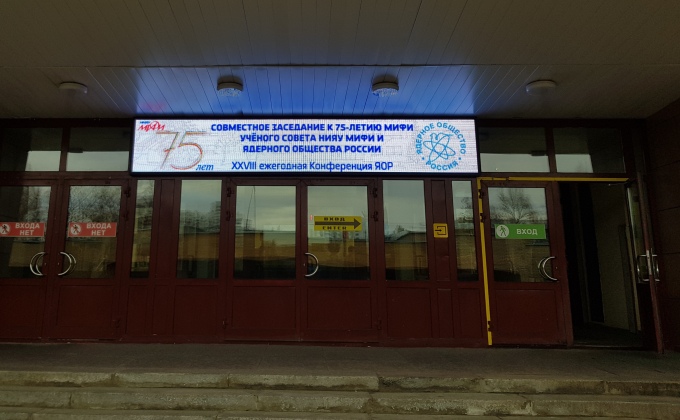 МИФИ
75
лет
СОВМЕСТНОЕ ЗАСЕДАНИЕ К 75-ЛЕТИЮ МИФИ
УЧЁНОГО СОВЕТА НИЯУ МИФИ И
ЯДЕРНОГО ОБЩЕСТВА РОССИИ
XXVIII ежегодная Конференция ЯОР
ЯДЕРНОЕ ОБЩЕСТВО
РОССИИ
ВХОДА
НЕТ
ВХОДА
НЕТ
ВХОД
ВХОД